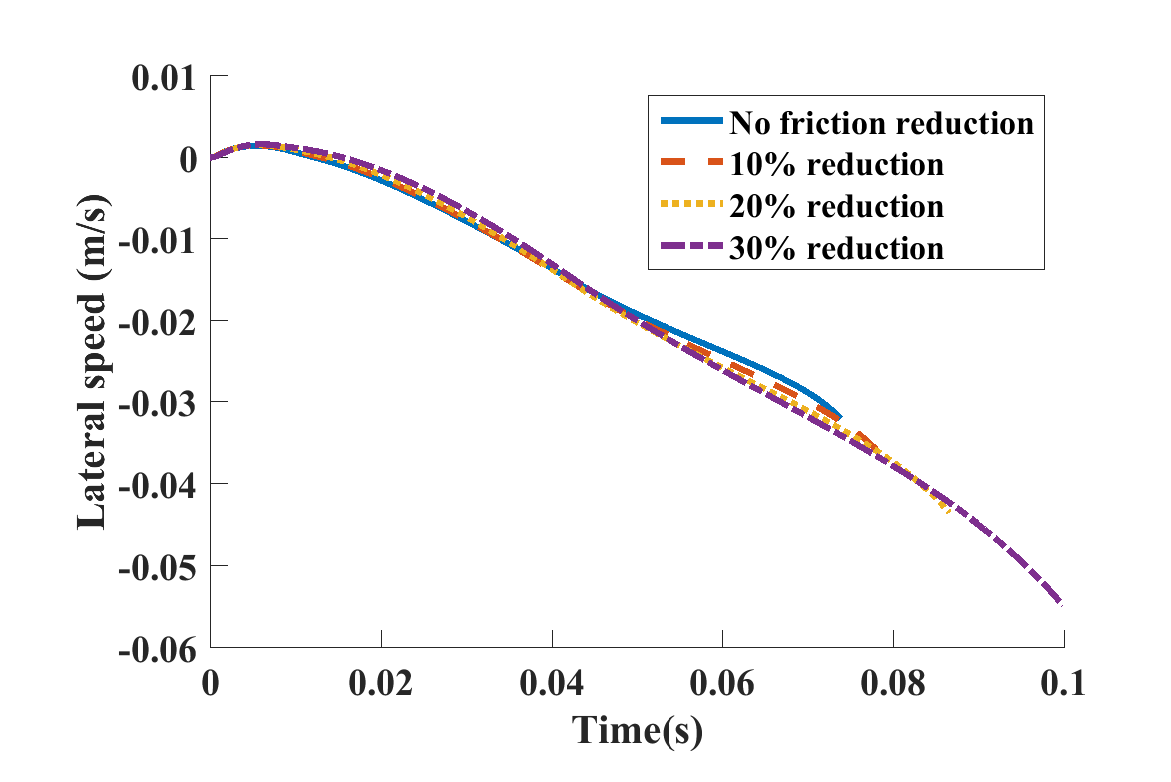 0.01
0
-0.01
-0.02
-0.03
-0.04
-0.05
-0.06
Lateral speed (m/s)
No friction reduction
10% reduction
20% reduction
30% reduction
0 0.02 0.04 0.06 0.08 0.1
Time(s)